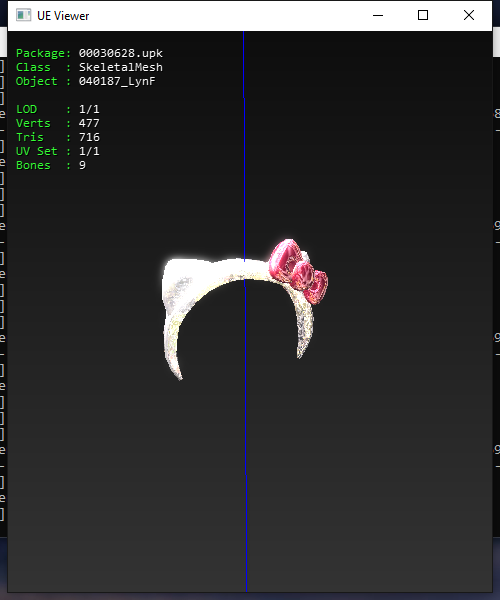 UE Viewer
Package: 00030628.upk
Class : SkeletalMesh
Object : 040187_LynF
LOD : 1/1
Verts : 477
Tris : 716
UV Set : 1/1
Bones : 9